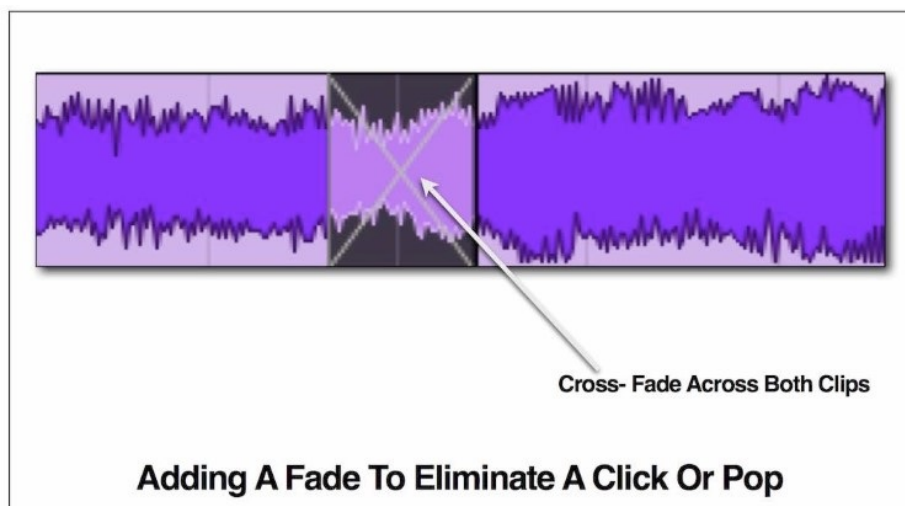 Cross- Fade Across Both Clips
Adding A Fade To Eliminate A Click Or Pop